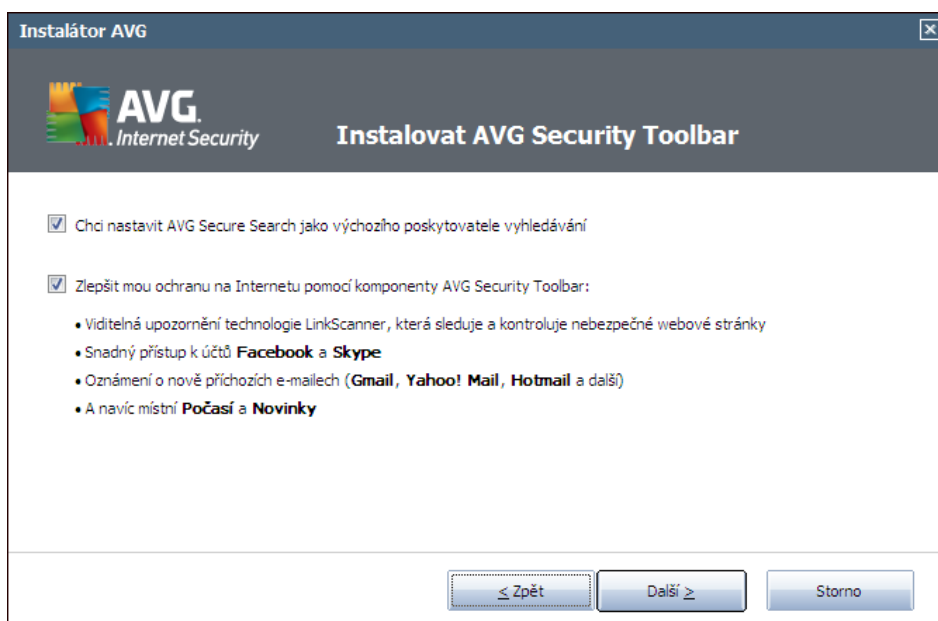 Instalátor AVG
AVG.
Internet Security
Instalovat AVG Security Toolbar
Chci nastavit AVG Secure Search jako výchozího poskytovatele vyhledávání
Zlepšit mou ochranu na Internetu pomocí komponenty AVG Security Toolbar:
• Viditelná upozornění technologie LinkScanner, která sleduje a kontroluje nebezpečné webové stránky
• Snadný přístup k účtů Facebook a Skype
• Oznámení o nově příchozích e-mailech (Gmail, Yahoo! Mail, Hotmail a další)
• A navíc místní Počasí a Novinky
< Zpět
Další >
Storno